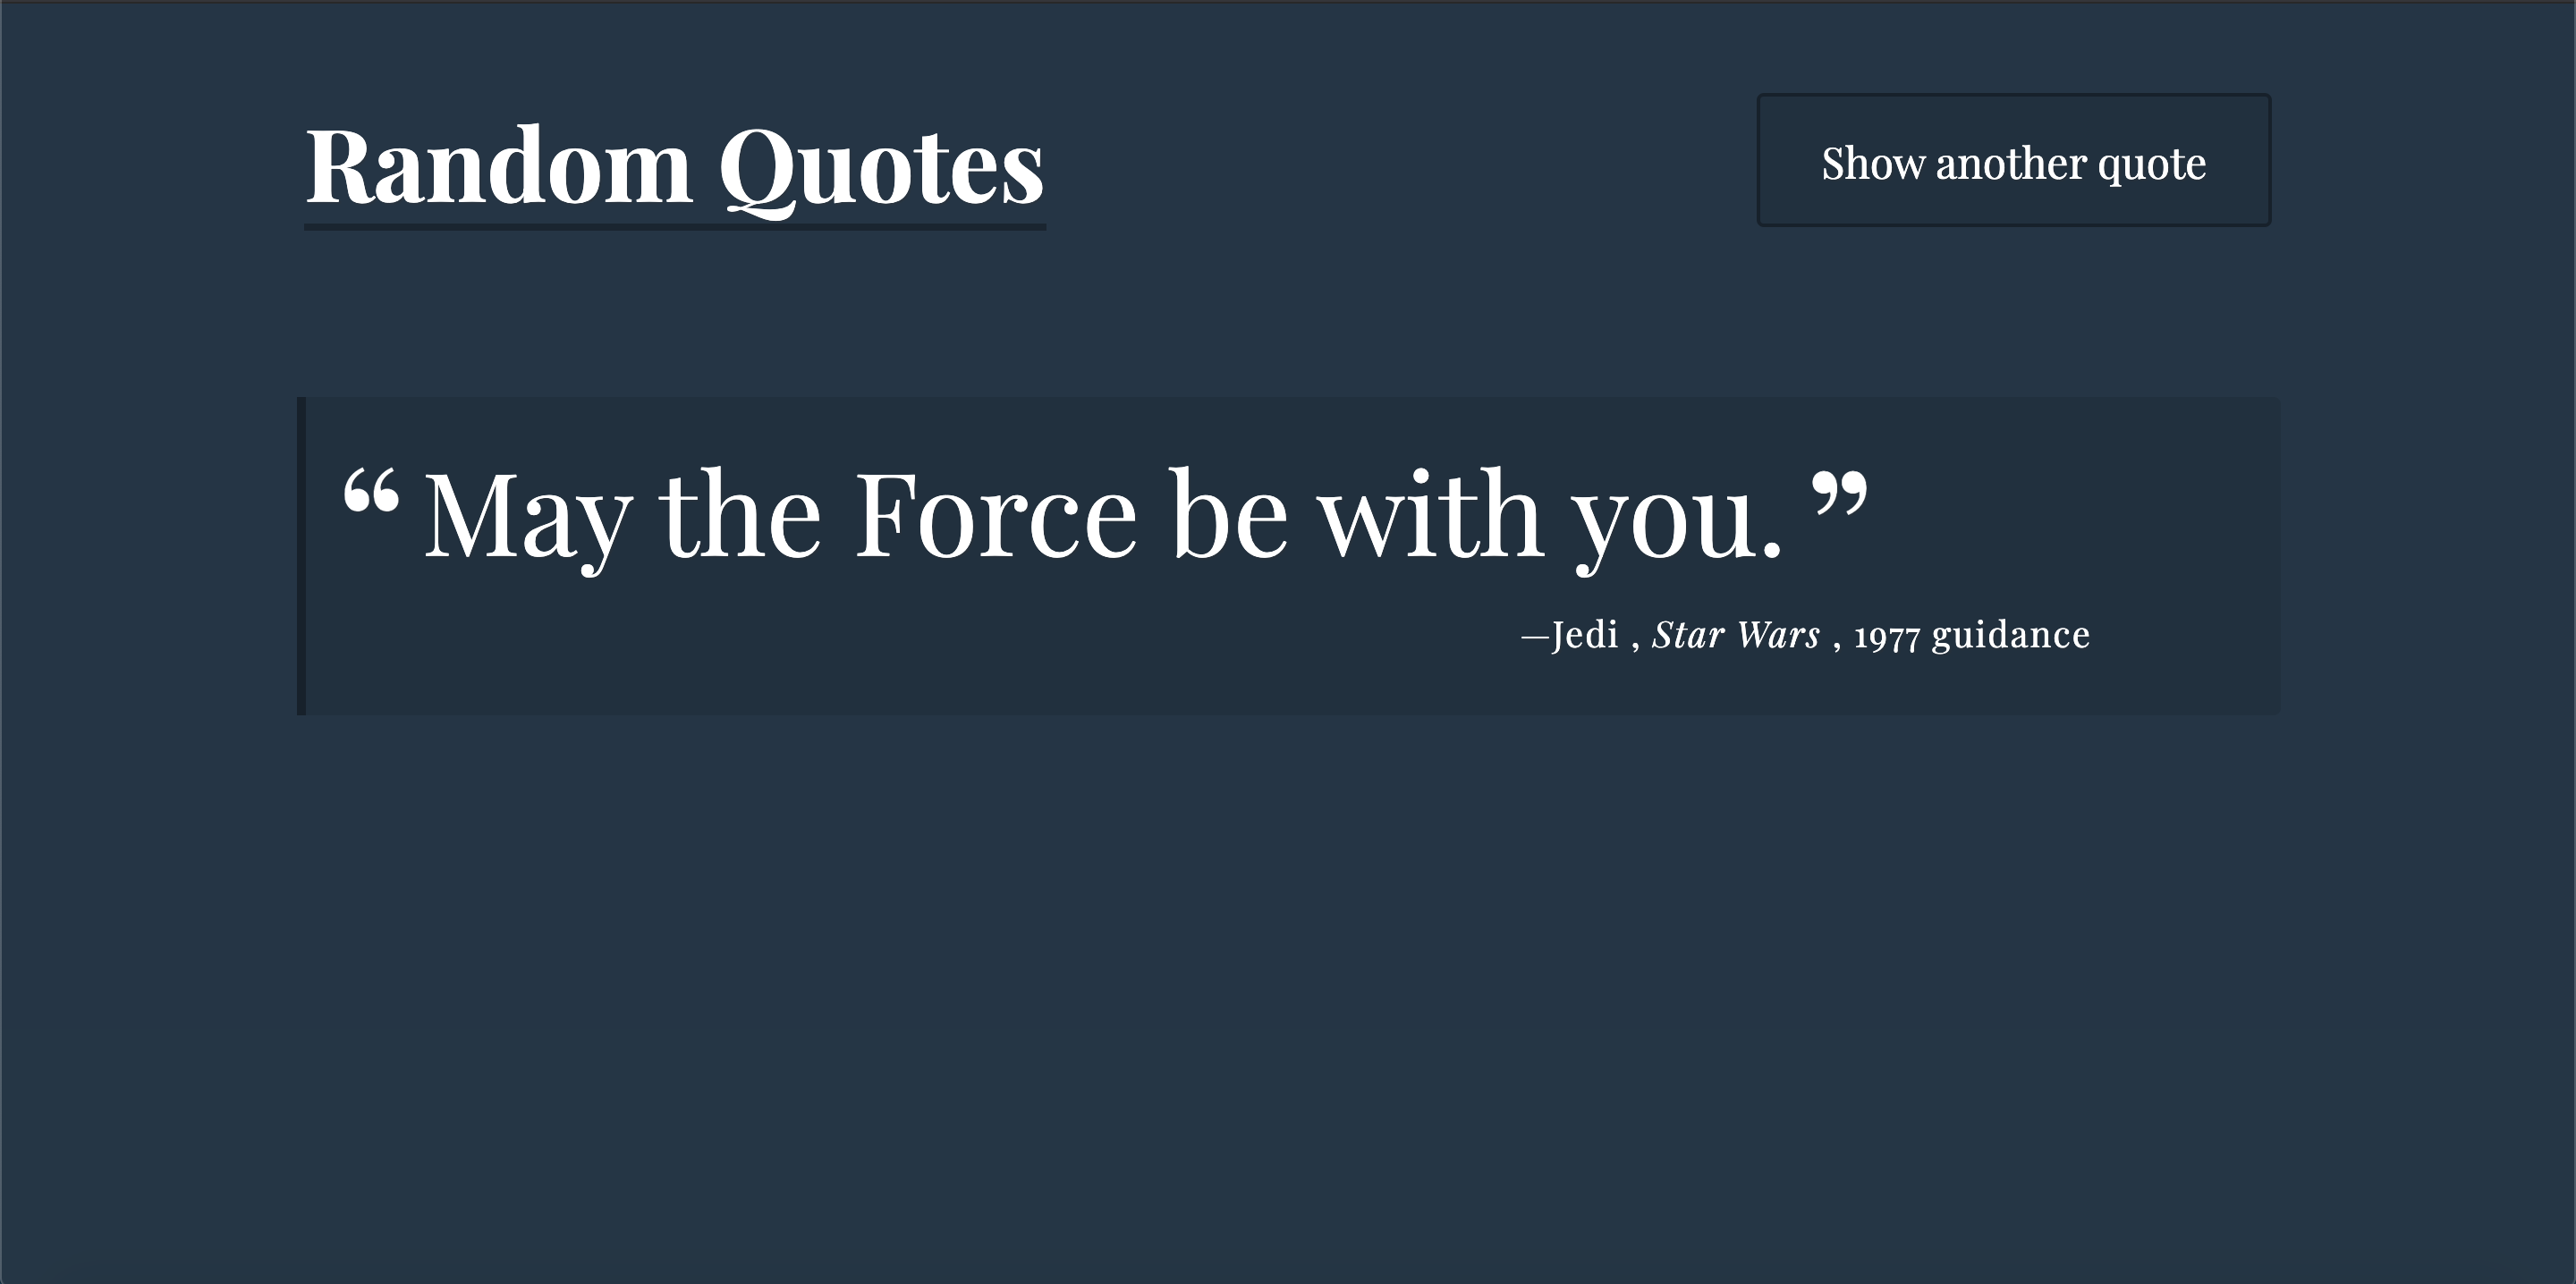 Random Quotes
Show another quote
“ May the Force be with you. ”
—Jedi , Star Wars , 1977 guidance